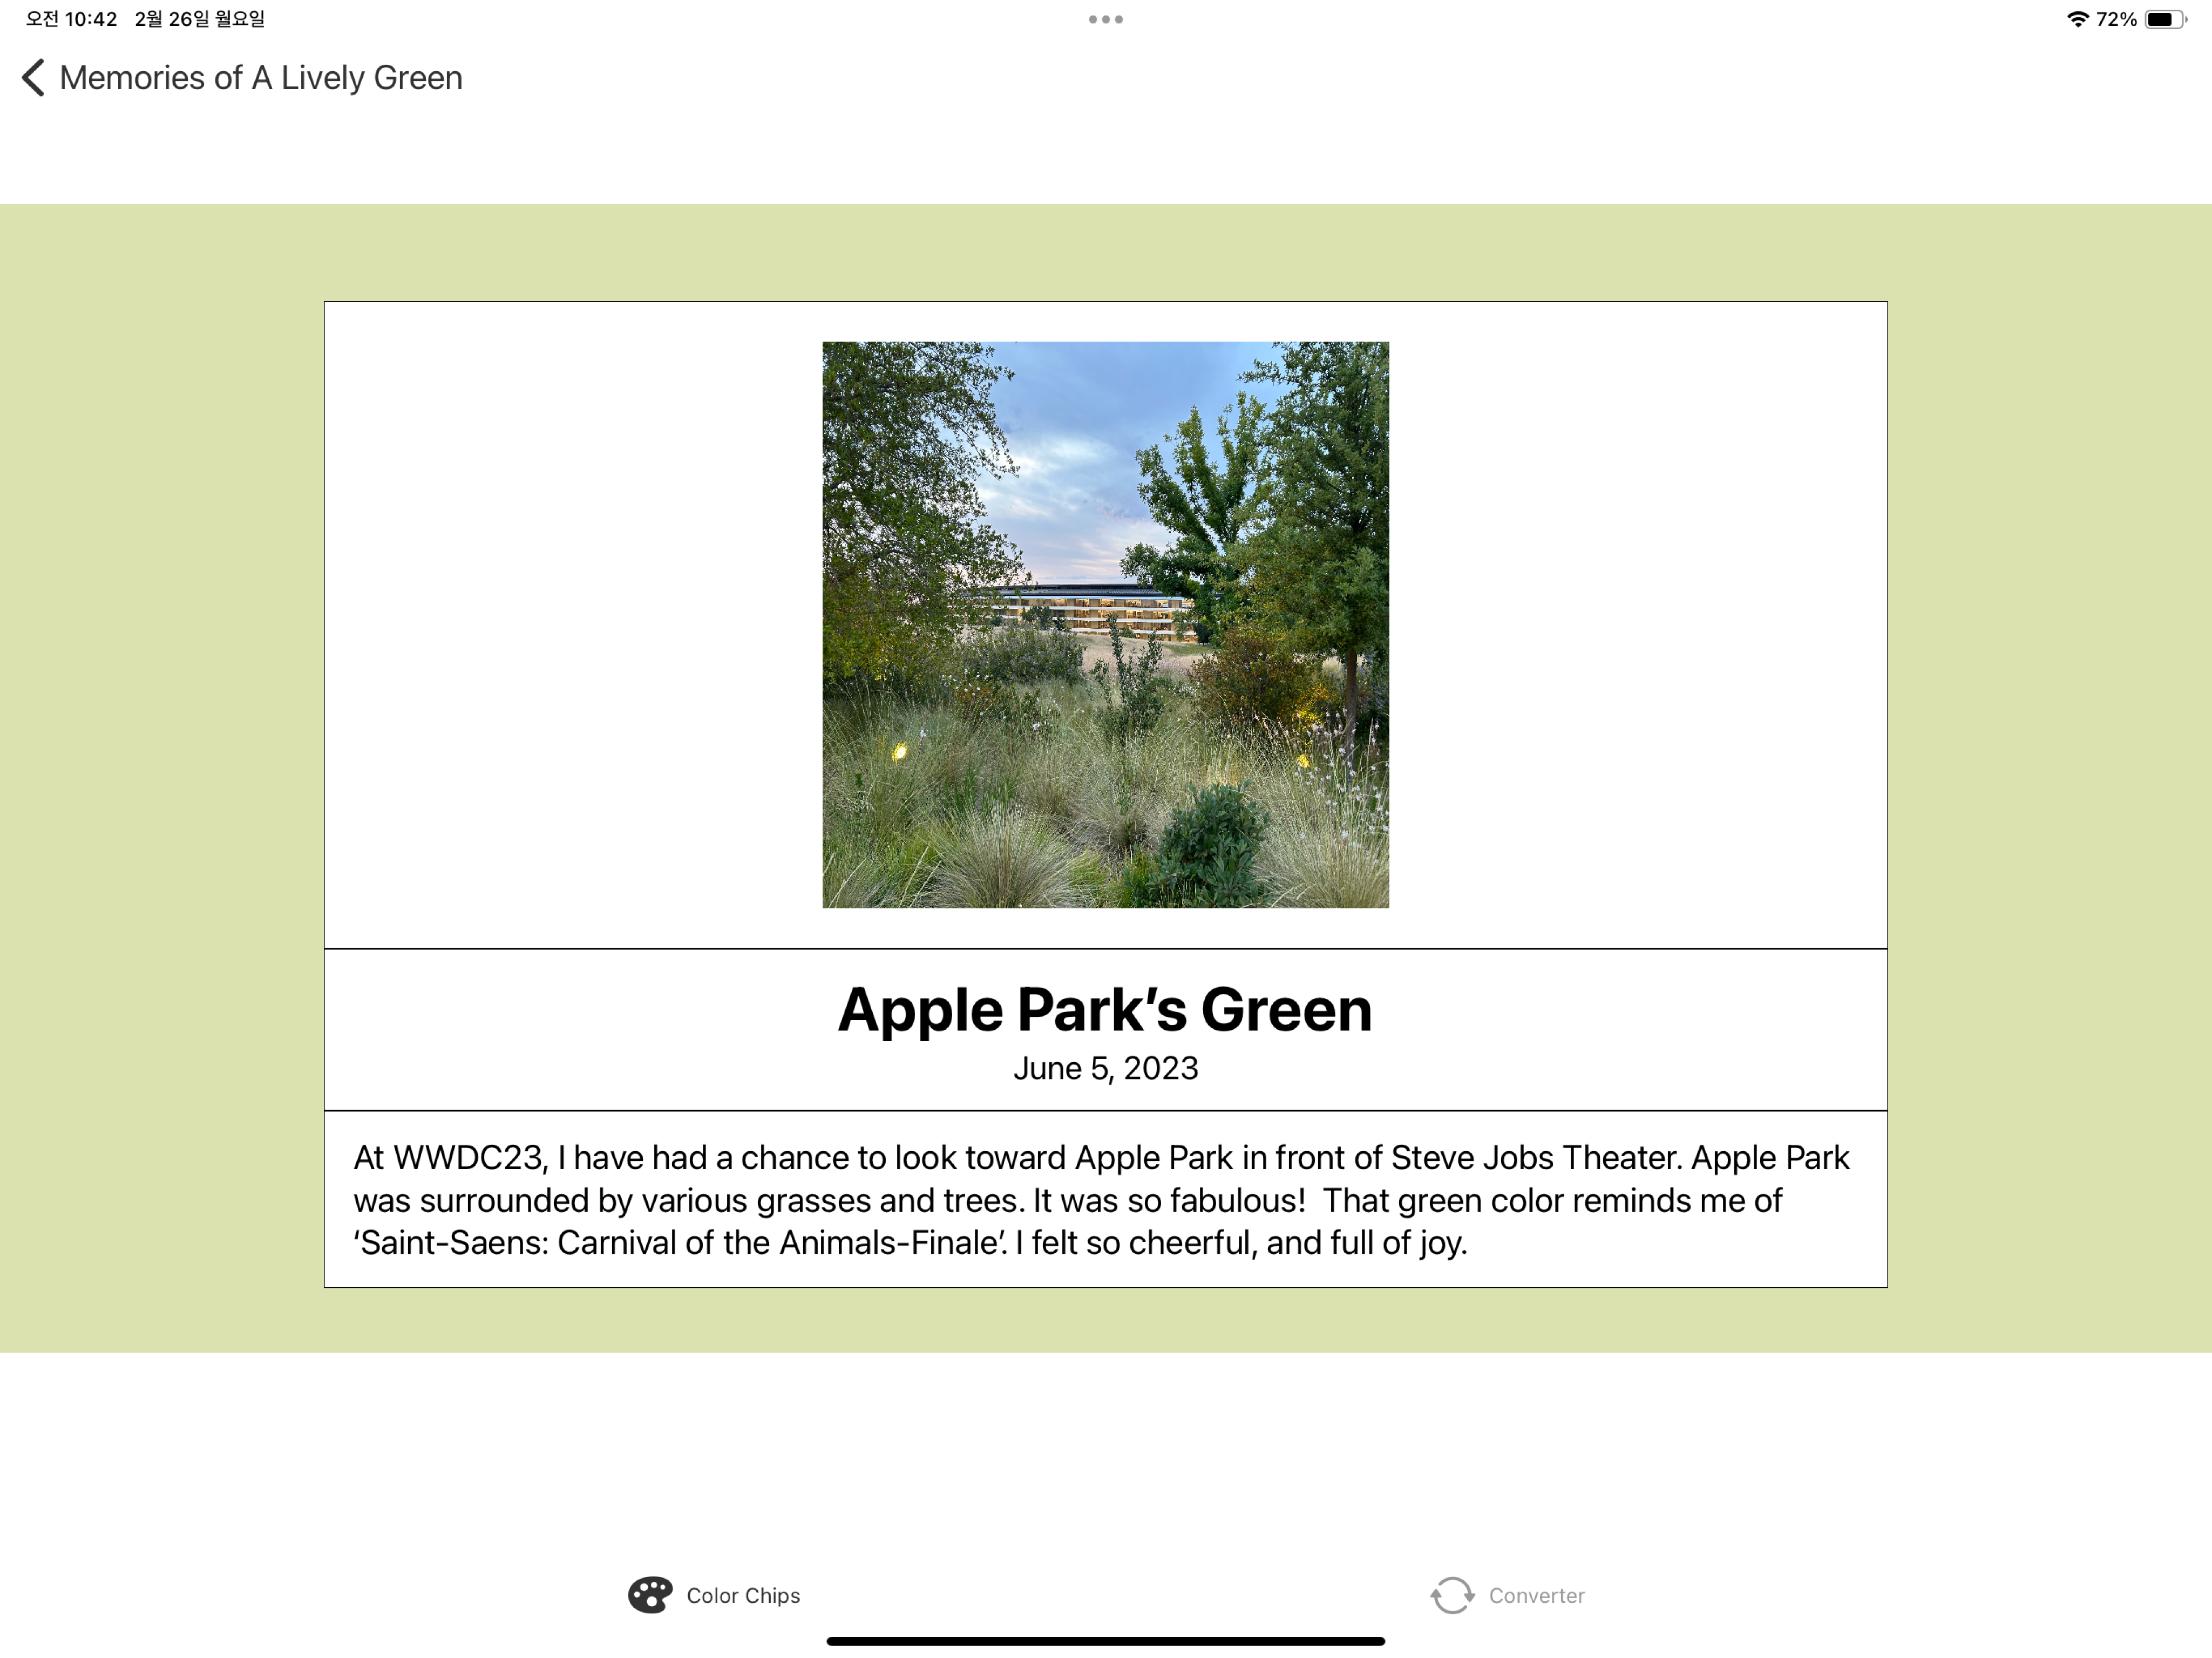 오전 10:42 2월 26일 월요일
72%
Memories of A Lively Green
Apple Park’s Green
June 5, 2023
At WWDC23, I have had a chance to look toward Apple Park in front of Steve Jobs Theater. Apple Park
was surrounded by various grasses and trees. It was so fabulous!  That green color reminds me of
‘Saint-Saens: Carnival of the Animals-Finale’. I felt so cheerful, and full of joy.
Color Chips
Converter